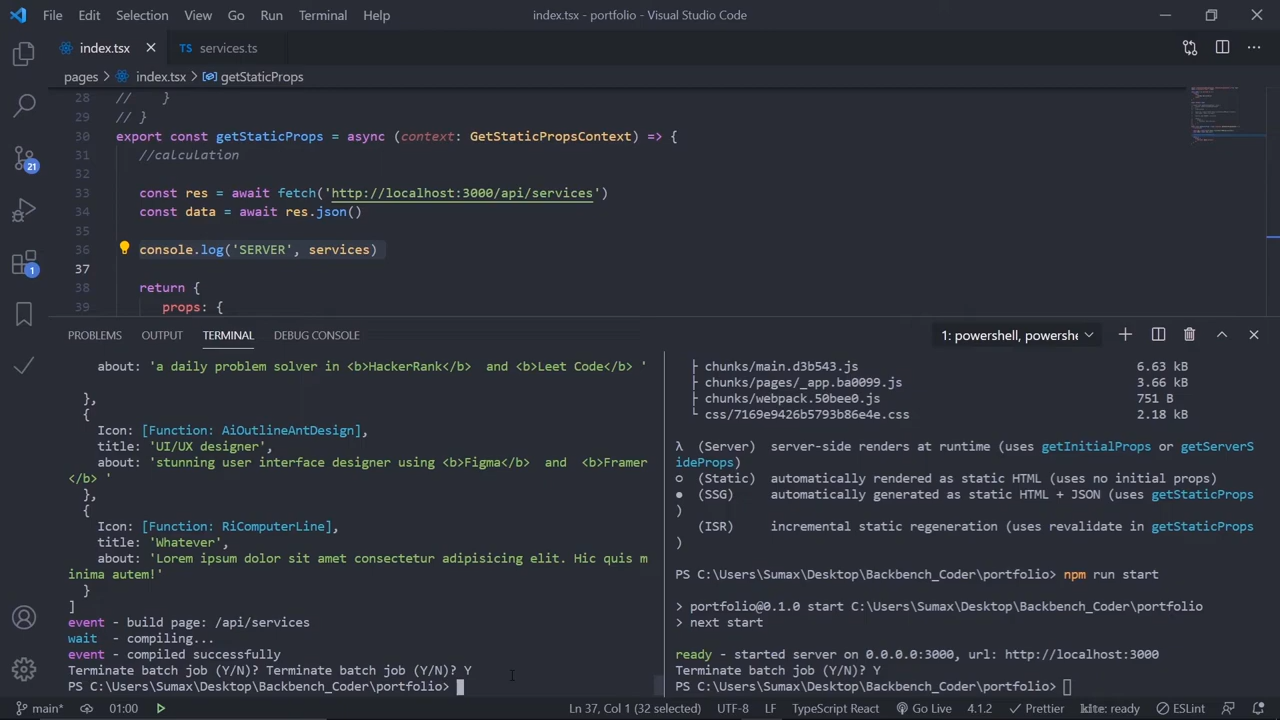 File Edit Selection View Go Run Terminal Help
index.tsx - portfolio - Visual Studio Code
index.tsx
TS services.ts
pages > index.tsx > getStaticProps
28 // }
29 // }
30 export const getStaticProps = async (context: GetStaticPropsContext) => {
31 //calculation
32
33 const res = await fetch('http://localhost:3000/api/services')
34 const data = await res.json()
35
36 console.log('SERVER', services)
37
38 return {
39 props: {
21
1
PROBLEMS OUTPUT TERMINAL DEBUG CONSOLE
1: powershell, powershe
about: 'a daily problem solver in <b>HackerRank</b> and <b>Leet Code</b> '
},
{
Icon: [Function: AiOutlineAntDesign],
title: 'UI/UX designer',
about: 'stunning user interface designer using <b>Figma</b> and <b>Framer
</b> '
},
{
Icon: [Function: RiComputerLine],
title: 'Whatever',
about: 'Lorem ipsum dolor sit amet consectetur adipisicing elit. Hic quis m
inima autem!'
}
]
event - build page: /api/services
wait - compiling...
event - compiled successfully
Terminate batch job (Y/N)? Terminate batch job (Y/N)? Y
PS C:\Users\Sumax\Desktop\Backbench_Coder\portfolio>
├ chunks/main.d3b543.js 6.63 kB
├ chunks/pages/_app.ba0099.js 3.66 kB
├ chunks/webpack.50bee0.js 751 B
└ css/7169e9426b5793b86e4e.css 2.18 kB
λ (Server) server-side renders at runtime (uses getInitialProps or getServerS
ideProps)
○ (Static) automatically rendered as static HTML (uses no initial props)
● (SSG) automatically generated as static HTML + JSON (uses getStaticProps
)
(ISR) incremental static regeneration (uses revalidate in getStaticProps
)
PS C:\Users\Sumax\Desktop\Backbench_Coder\portfolio> npm run start
> portfolio@0.1.0 start C:\Users\Sumax\Desktop\Backbench_Coder\portfolio
> next start
ready - started server on 0.0.0.0:3000, url: http://localhost:3000
Terminate batch job (Y/N)? Y
PS C:\Users\Sumax\Desktop\Backbench_Coder\portfolio>
main* 01:00 Ln 37, Col 1 (32 selected) UTF-8 LF TypeScript React Go Live 4.1.2 Prettier kite: ready ESLint